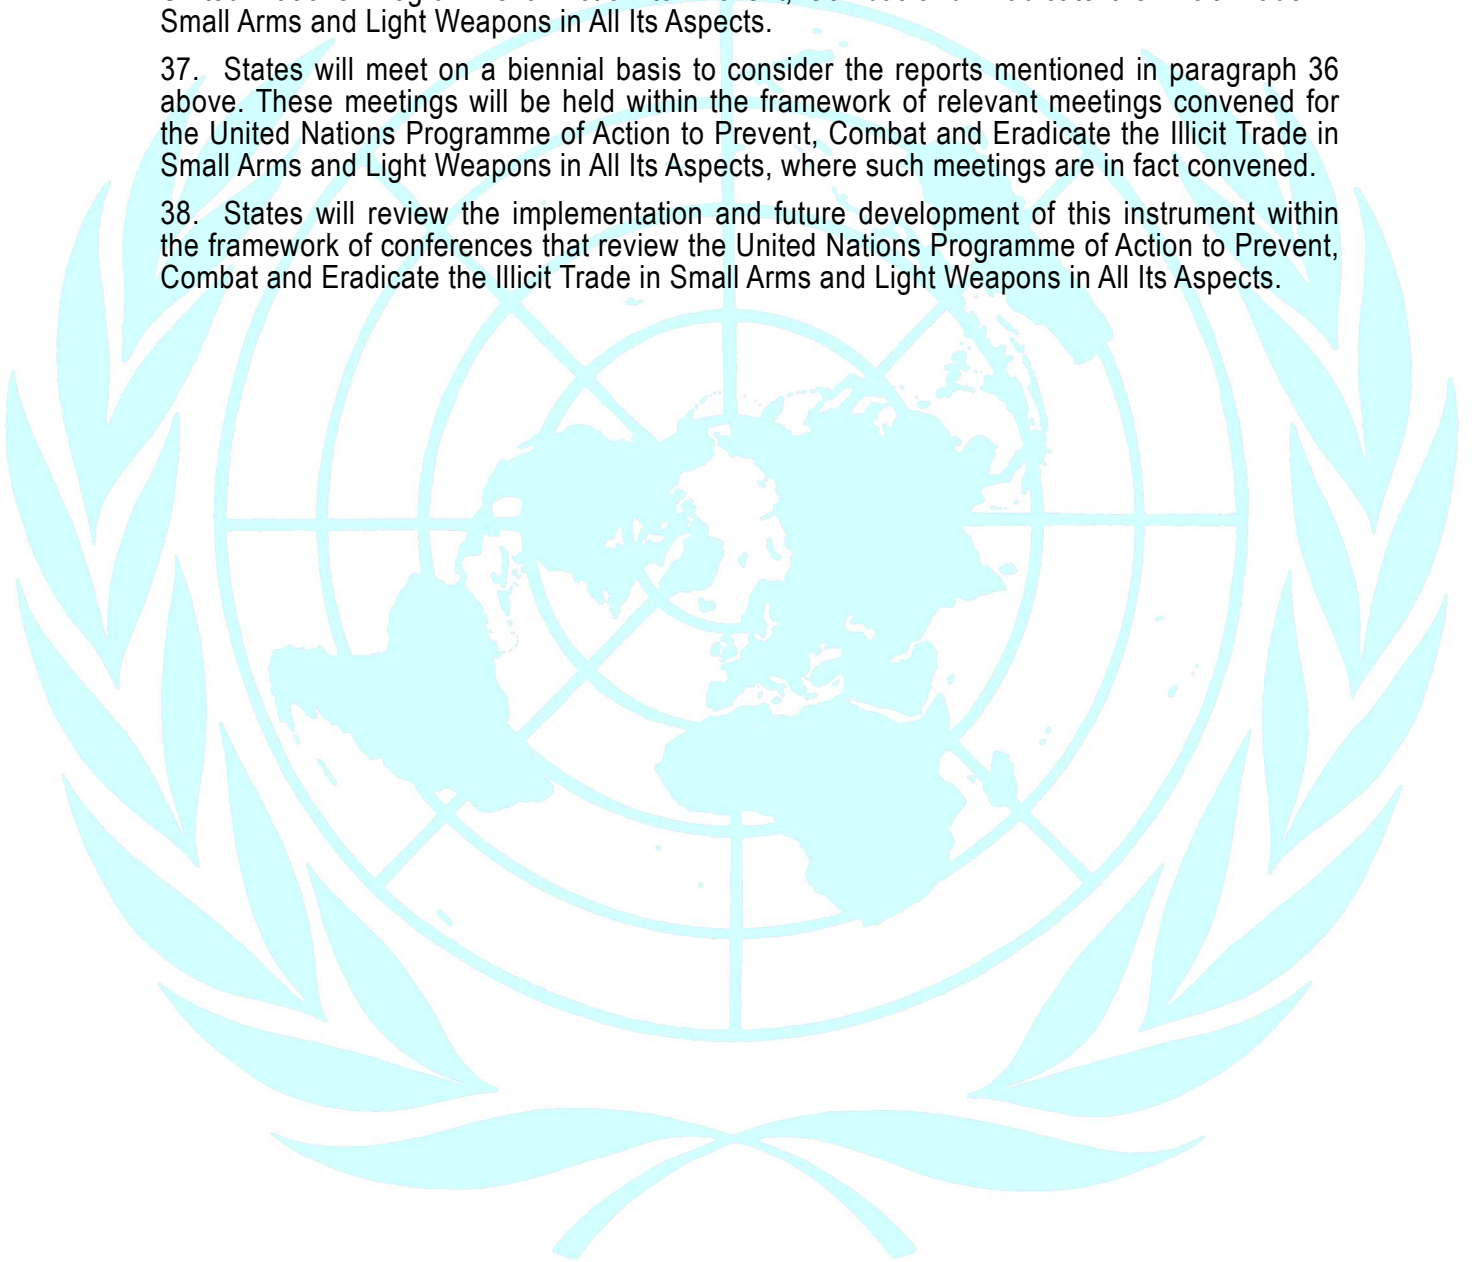 Small Arms and Light Weapons in All Its Aspects.
37. States will meet on a biennial basis to consider the reports mentioned in paragraph 36
above. These meetings will be held within the framework of relevant meetings convened for
the United Nations Programme of Action to Prevent, Combat and Eradicate the Illicit Trade in
Small Arms and Light Weapons in All Its Aspects, where such meetings are in fact convened.
38. States will review the implementation and future development of this instrument within
the framework of conferences that review the United Nations Programme of Action to Prevent,
Combat and Eradicate the Illicit Trade in Small Arms and Light Weapons in All Its Aspects.